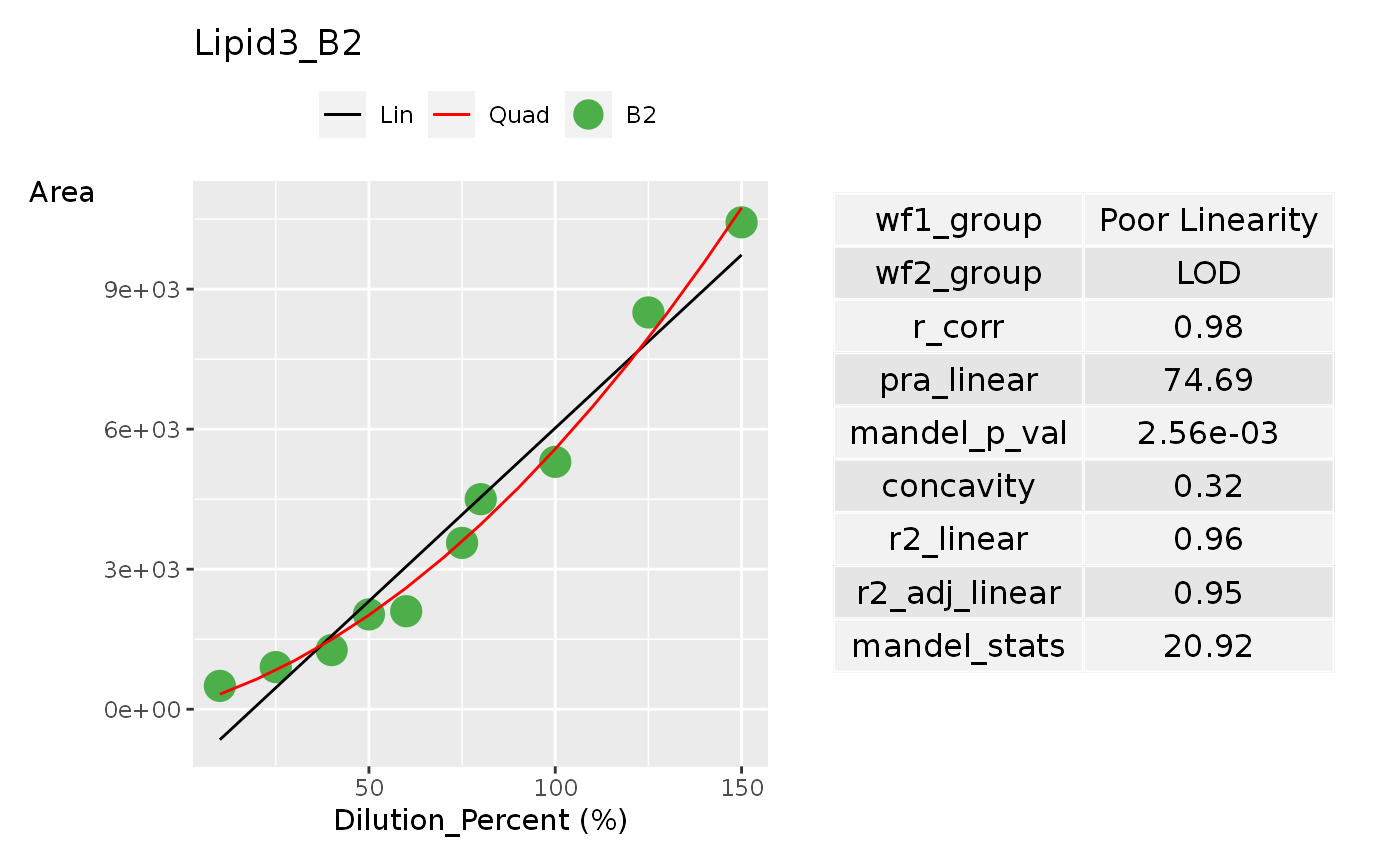 Lipid3_B2
Lin Quad B2
Area
9e+03
6e+03
3e+03
0e+00
50 100 150
Dilution_Percent (%)
wf1_group Poor Linearity
wf2_group LOD
r_corr 0.98
pra_linear 74.69
mandel_p_val 2.56e-03
concavity 0.32
r2_linear 0.96
r2_adj_linear 0.95
mandel_stats 20.92